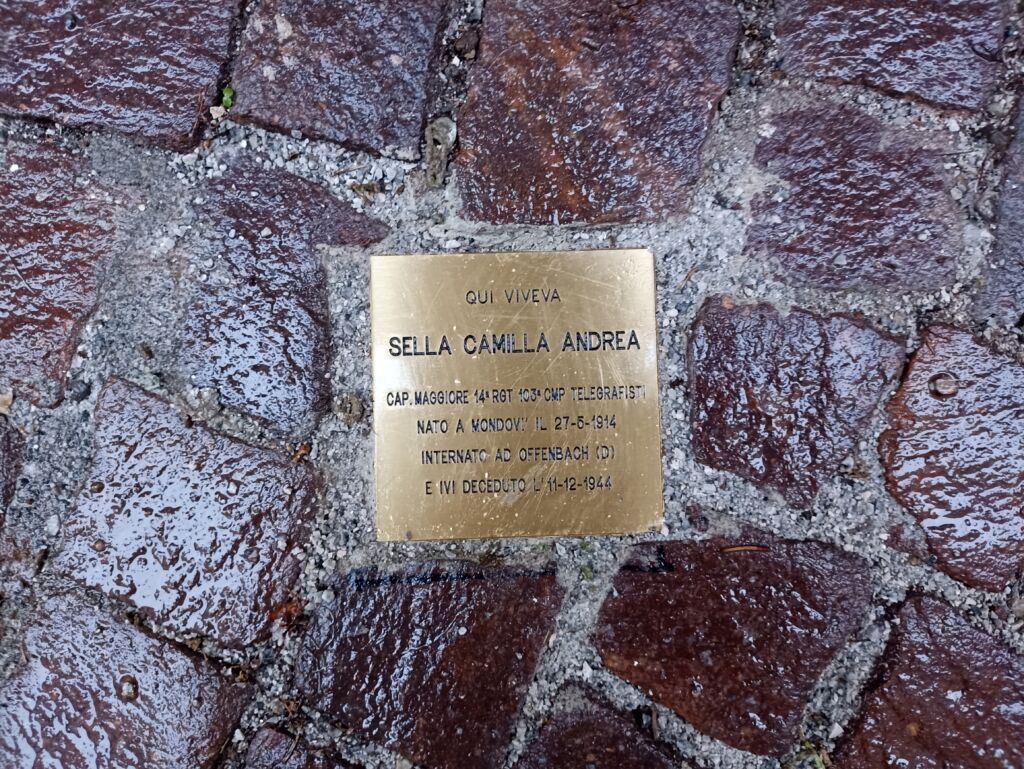 QUI VIVEVA
SELLA CAMILLA ANDREA
CAP. MAGGIORE 14° RGT 103° CMP TELEGRAFISTI
NATO A MONDOVI' IL 27-5-1914
INTERNATO AD OFFENBACH (D)
E IVI DECEDUTO L'11-12-1944